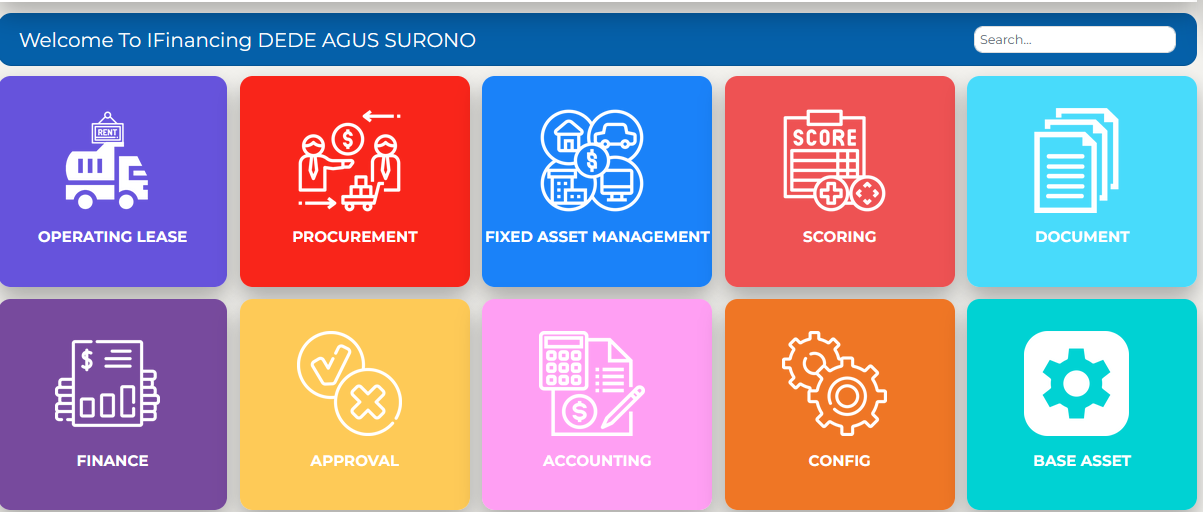 Welcome To IFinancing DEDE AGUS SURONO
Search...
RENT
OPERATING LEASE
$
PROCUREMENT
$
FIXED ASSET MANAGEMENT
SCORE
SCORING
DOCUMENT
$
FINANCE
APPROVAL
$
ACCOUNTING
CONFIG
BASE ASSET